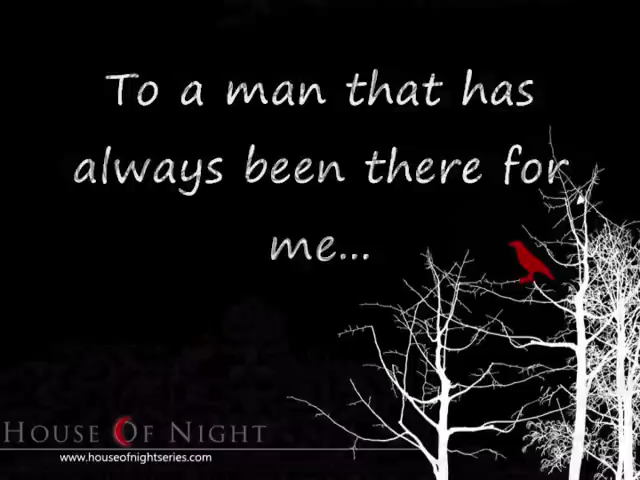 To a man that has
always been there for
me...
HOUSE OF NIGHT
www.houseofnightseries.com